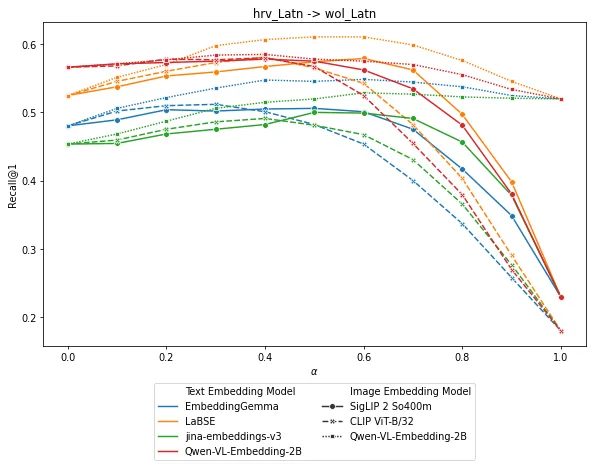 hrv_Latn -> wol_Latn
Recall@1
0.6
0.5
0.4
0.3
0.2
0.0
0.2
0.4
0.6
0.8
1.0
α
Text Embedding Model
EmbeddingGemma
LaBSE
jina-embeddings-v3
Qwen-VL-Embedding-2B
Image Embedding Model
SigLIP 2 So400m
CLIP ViT-B/32
Qwen-VL-Embedding-2B